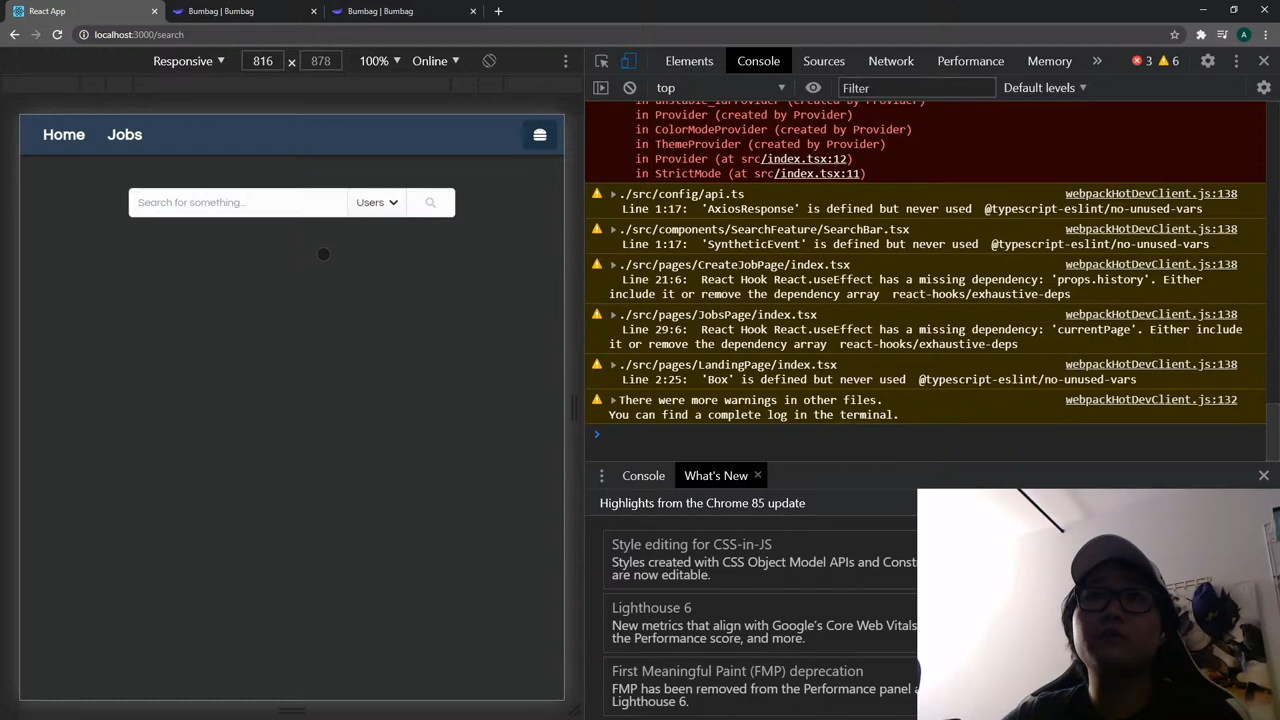 React App
Bumbag | Bumbag
Bumbag | Bumbag
localhost:3000/search
A
Responsive
816
878
100%
Online
Elements
Console
Sources
Network
Performance
Memory
3
6
top
Filter
Default levels
Home
Jobs
Search for something...
Users
in unstable_IdProvider (created by Provider)
in Provider (created by Provider)
in ColorModeProvider (created by Provider)
in ThemeProvider (created by Provider)
in Provider (at src/index.tsx:12)
in StrictMode (at src/index.tsx:11)
./src/config/api.ts webpackHotDevClient.js:138
Line 1:17: 'AxiosResponse' is defined but never used @typescript-eslint/no-unused-vars
./src/components/SearchFeature/SearchBar.tsx webpackHotDevClient.js:138
Line 1:17: 'SyntheticEvent' is defined but never used @typescript-eslint/no-unused-vars
./src/pages/CreateJobPage/index.tsx webpackHotDevClient.js:138
Line 21:6: React Hook React.useEffect has a missing dependency: 'props.history'. Either
include it or remove the dependency array react-hooks/exhaustive-deps
./src/pages/JobsPage/index.tsx webpackHotDevClient.js:138
Line 29:6: React Hook React.useEffect has a missing dependency: 'currentPage'. Either include
it or remove the dependency array react-hooks/exhaustive-deps
./src/pages/LandingPage/index.tsx webpackHotDevClient.js:138
Line 2:25: 'Box' is defined but never used @typescript-eslint/no-unused-vars
There were more warnings in other files. webpackHotDevClient.js:132
You can find a complete log in the terminal.
Console
What's New
Highlights from the Chrome 85 update
Style editing for CSS-in-JS
Styles created with CSS Object Model APIs and Const
are now editable.
Lighthouse 6
New metrics that align with Google's Core Web Vitals
the Performance score, and more.
First Meaningful Paint (FMP) deprecation
FMP has been removed from the Performance panel a
Lighthouse 6.